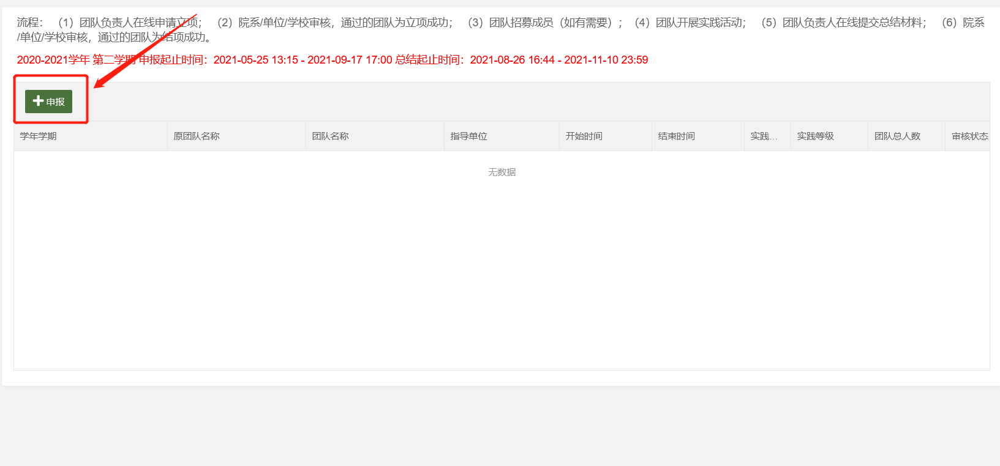 流程： （1）团队负责人在线申请立项； （2）院系/单位/学校审核，通过的团队为立项成功； （3）团队招募成员（如有需要）； （4）团队开展实践活动； （5）团队负责人在线提交总结材料； （6）院系
/单位/学校审核，通过的团队为结项成功。
2020-2021学年 第二学期 申报起止时间：2021-05-25 13:15 - 2021-09-17 17:00 总结起止时间：2021-08-26 16:44 - 2021-11-10 23:59
申报
学年学期 原团队名称 团队名称 指导单位 开始时间 结束时间 实践... 实践等级 团队总人数 审核状态
无数据